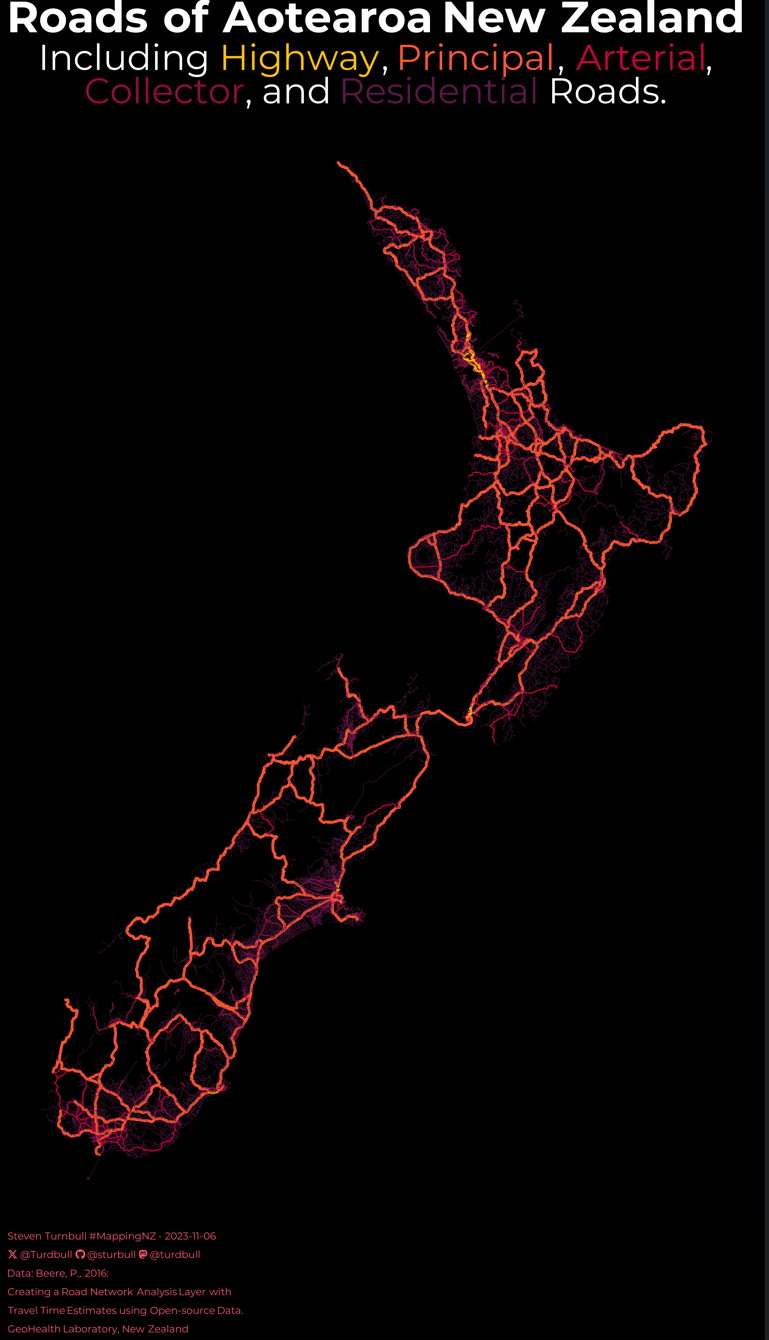 Roads of Aotearoa New Zealand
Including Highway, Principal, Arterial,
Collector, and Residential Roads.
Steven Turnbull #MappingNZ - 2023-11-06
@Turdbull @sturbull @turdbull
Data: Beere, P., 2016:
Creating a Road Network Analysis Layer with
Travel Time Estimates using Open-source Data.
GeoHealth Laboratory, New Zealand